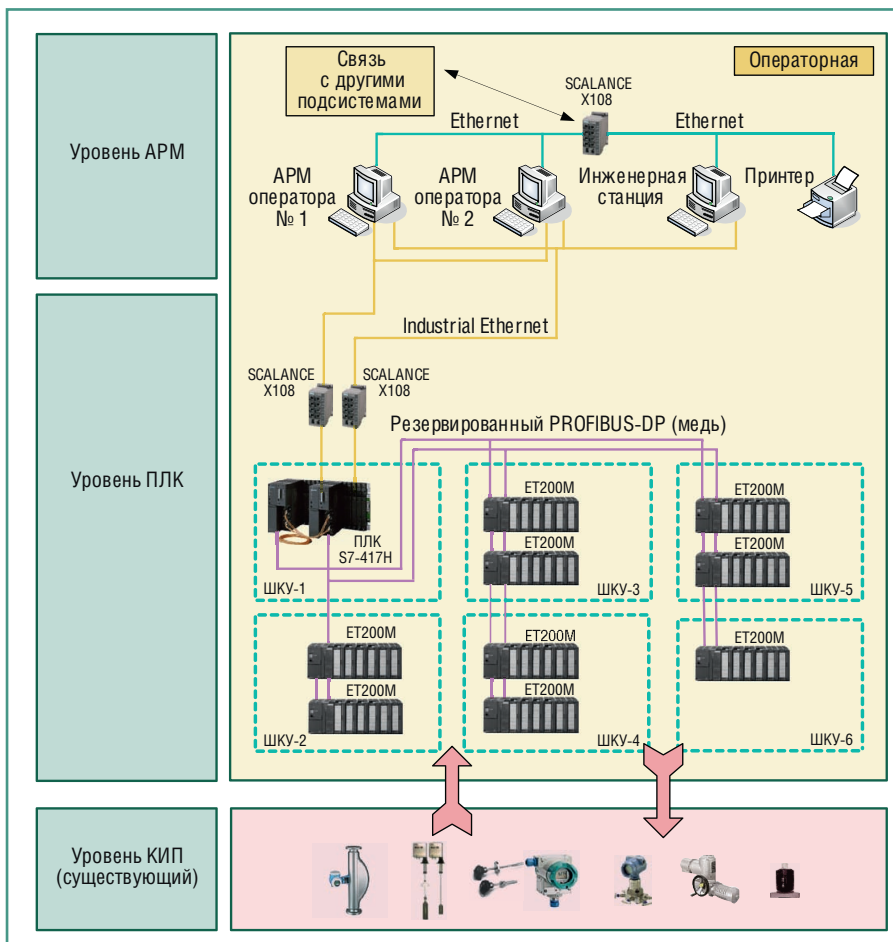 Уровень АРМ
Связь
с другими
подсистемами
Операторная
SCALANCE
X108
Ethernet
Ethernet
АРМ
оператора
№ 1
АРМ
оператора
№ 2
Инженерная
станция
Принтер
Уровень ПЛК
Industrial Ethernet
SCALANCE
X108
SCALANCE
X108
Резервированный PROFIBUS-DP (медь)
ПЛК
S7-417H
ШКУ-1
ET200M
ET200M
ШКУ-3
ET200M
ET200M
ШКУ-5
ET200M
ET200M
ШКУ-2
ET200M
ET200M
ШКУ-4
ET200M
ШКУ-6
Уровень КИП
(существующий)